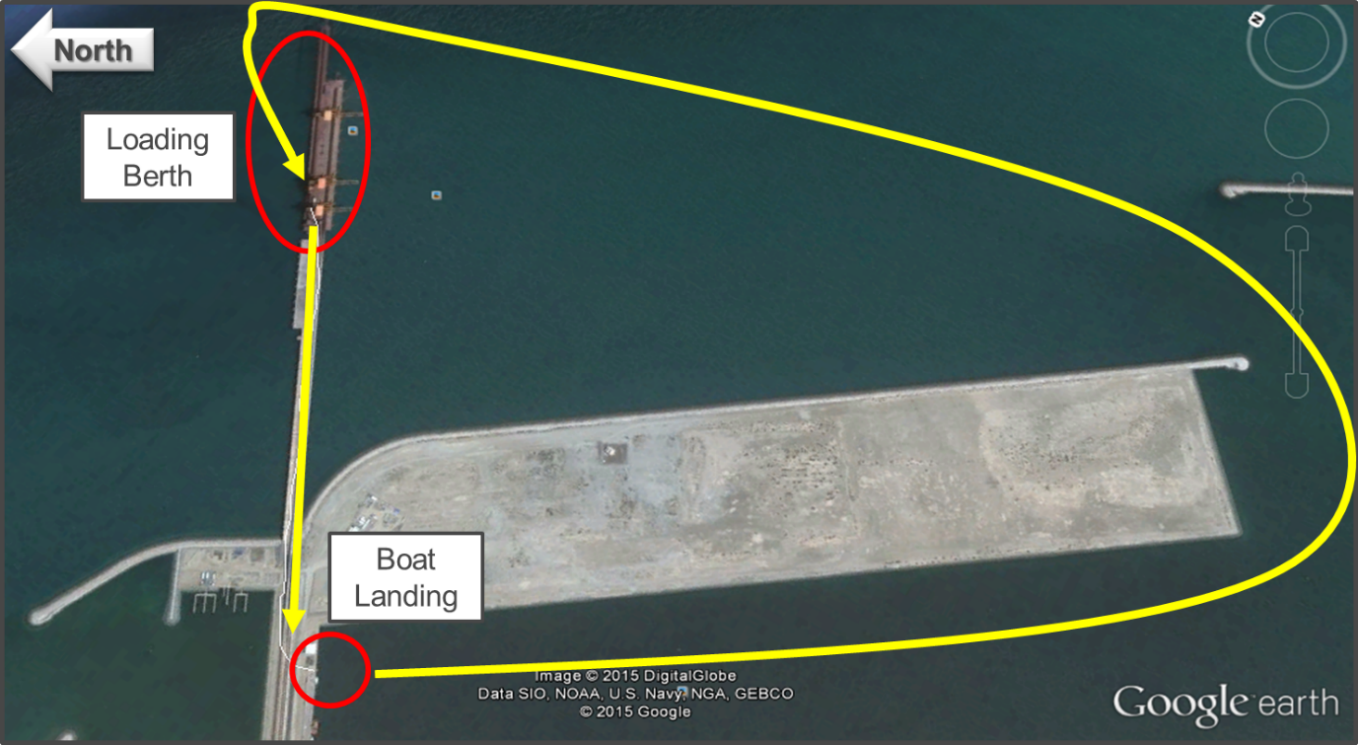 North
N
Loading
Berth
Boat
Landing
Image © 2015 DigitalGlobe
Data SIO, NOAA, U.S. Navy, NGA, GEBCO
© 2015 Google
Google earth